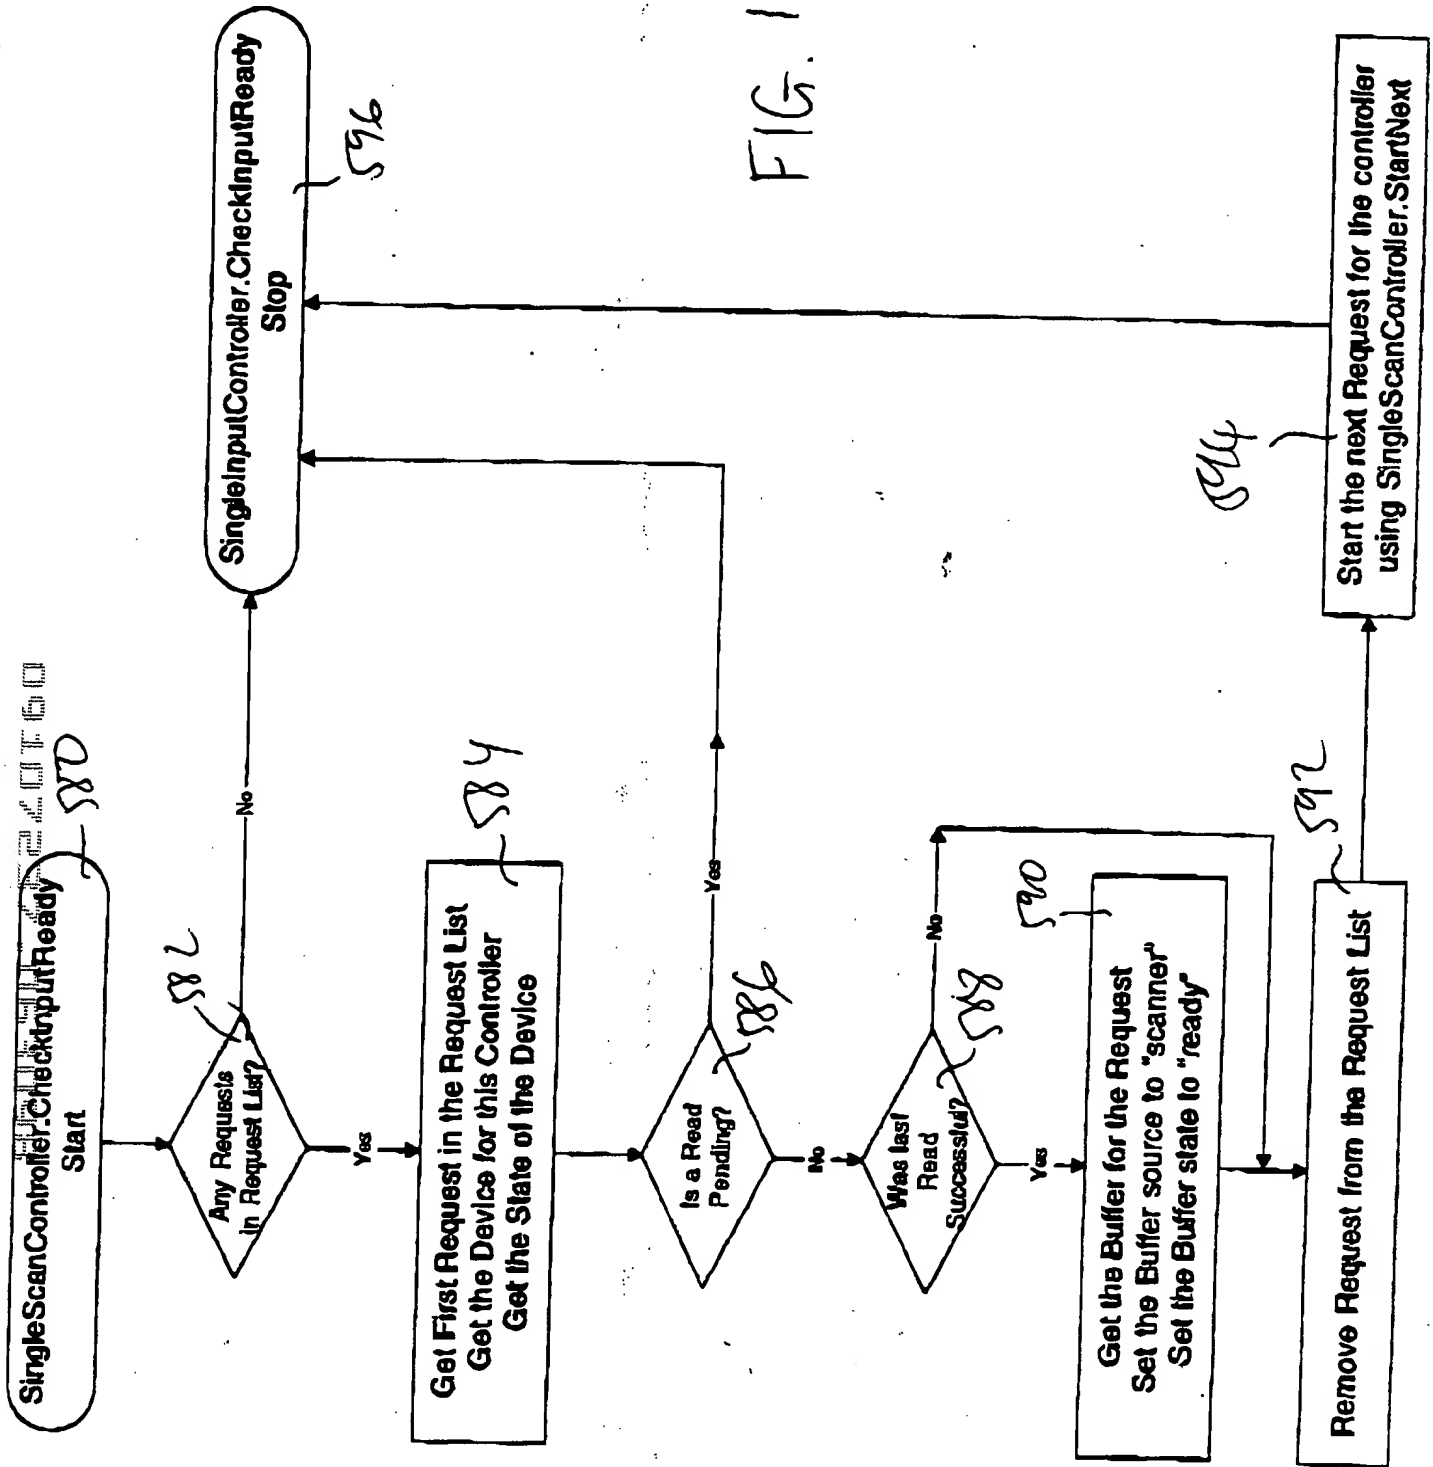 SingleScanController.CheckInputReady
Start
580
Any Requests
in Request List?
582
No
Yes
SingleInputController.CheckInputReady
Stop
596
Get First Request in the Request List
Get the Device for this Controller
Get the State of the Device
584
Is a Read
Pending?
586
Yes
No
Was last
Read
Successful?
588
No
Yes
Get the Buffer for the Request
Set the Buffer source to "scanner"
Set the Buffer state to "ready"
590
Remove Request from the Request List
592
Start the next Request for the controller
using SingleScanController.StartNext
594
FIG. 1